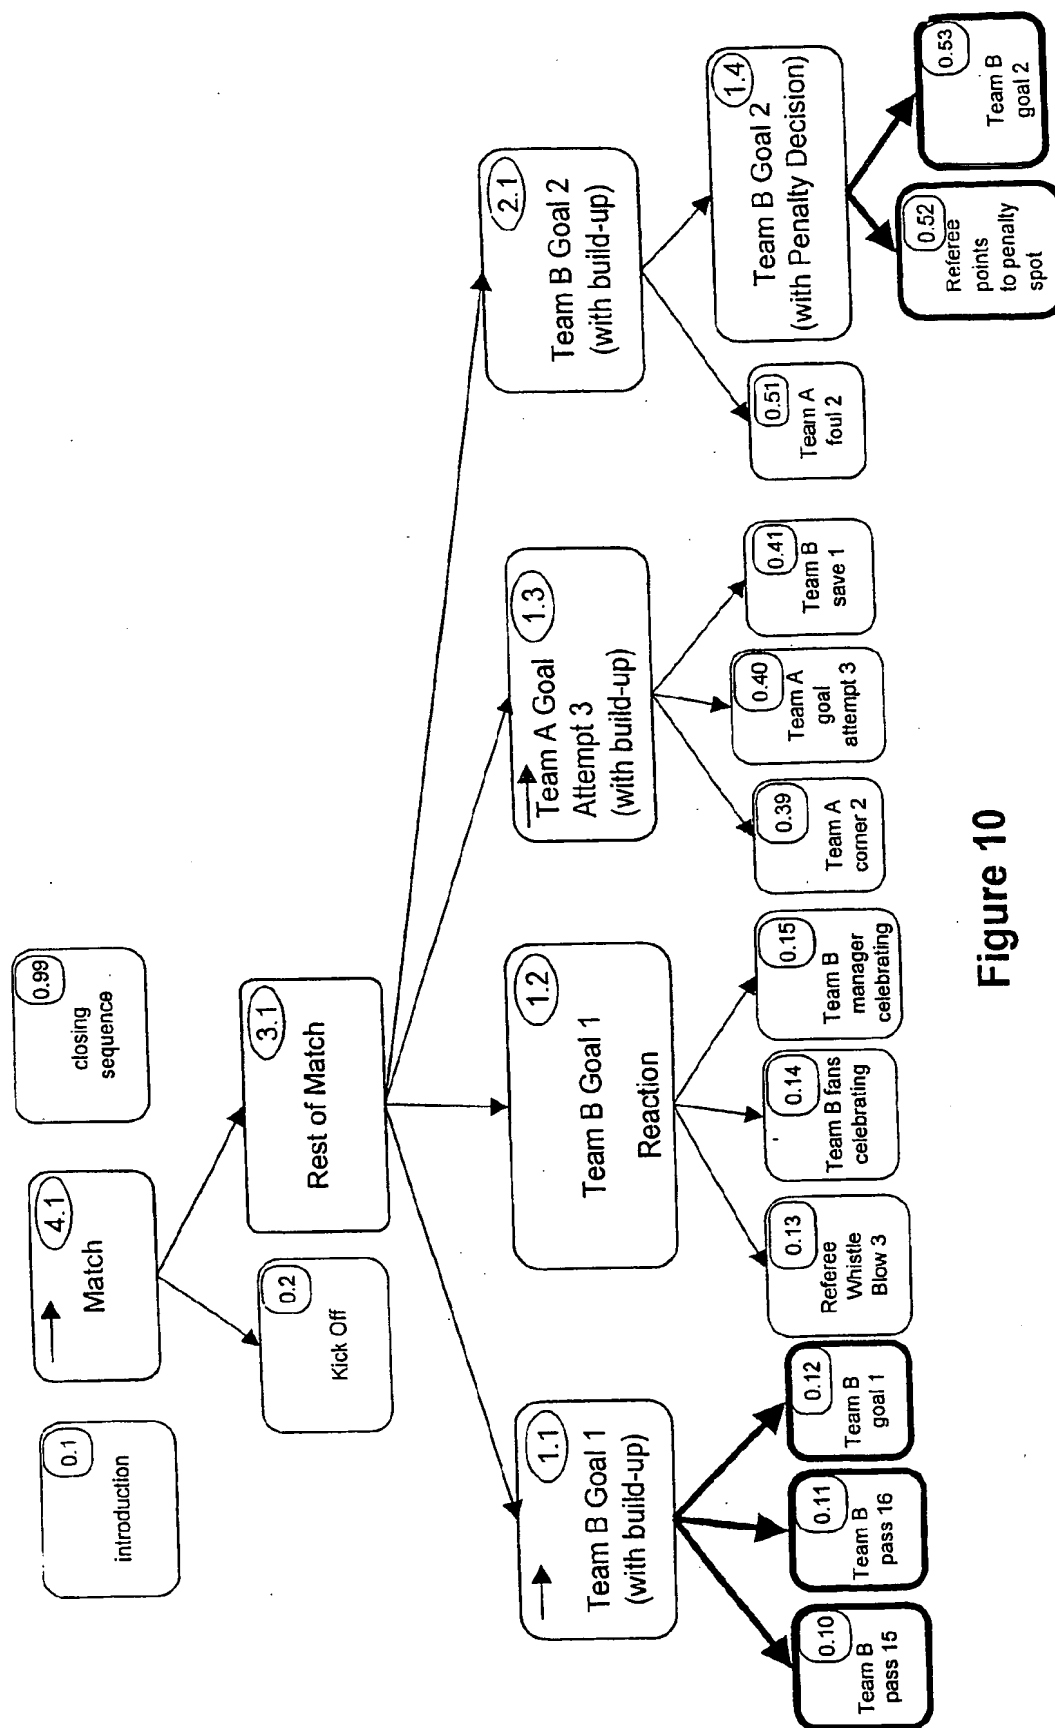 0.1
introduction
4.1
Match
0.99
closing
sequence
0.2
Kick Off
3.1
Rest of Match
1.1
Team B Goal 1
(with build-up)
1.2
Team B Goal 1
Reaction
1.3
Team A Goal
Attempt 3
(with build-up)
2.1
Team B Goal 2
(with build-up)
0.10
Team B
pass 15
0.11
Team B
pass 16
0.12
Team B
goal 1
0.13
Referee
Whistle
Blow 3
0.14
Team B fans
celebrating
0.15
Team B
manager
celebrating
0.39
Team A
corner 2
0.40
Team A
goal
attempt 3
0.41
Team B
save 1
0.51
Team A
foul 2
1.4
Team B Goal 2
(with Penalty Decision)
0.52
Referee
points
to penalty
spot
0.53
Team B
goal 2
Figure 10